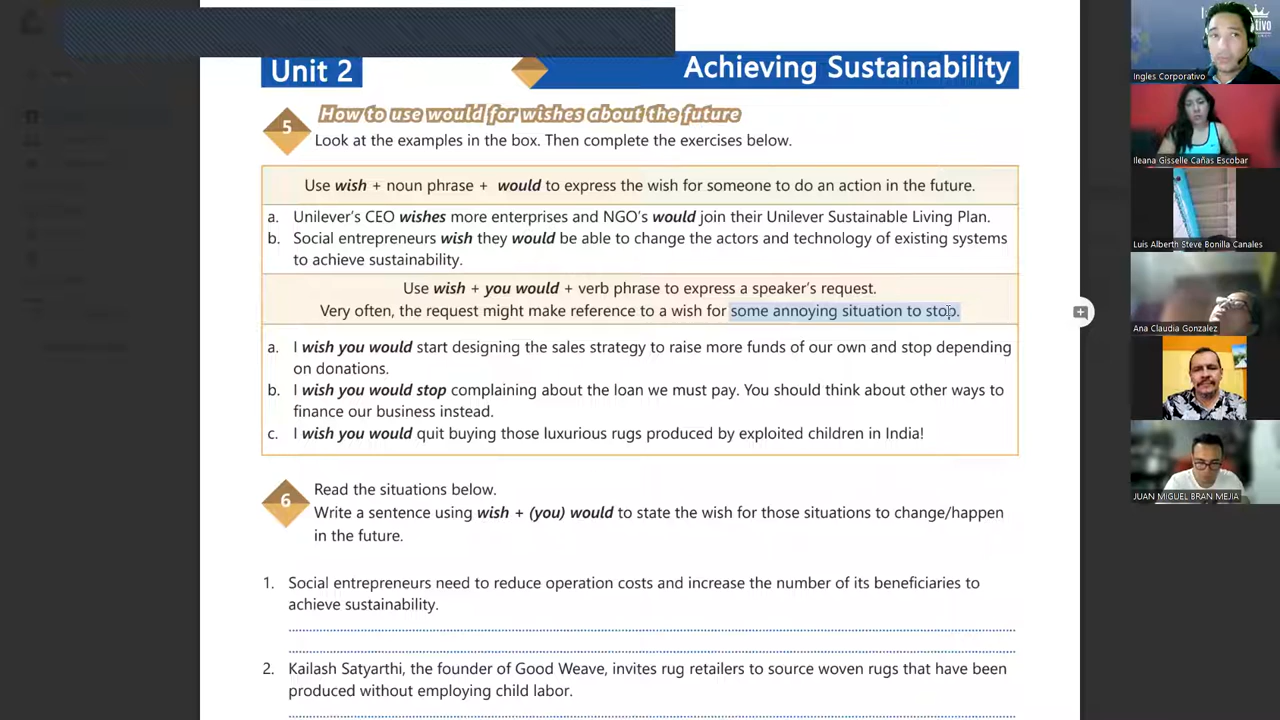 Unit 2
Achieving Sustainability
5
How to use would for wishes about the future
Look at the examples in the box. Then complete the exercises below.
Use wish + noun phrase + would to express the wish for someone to do an action in the future.
a. Unilever's CEO wishes more enterprises and NGO's would join their Unilever Sustainable Living Plan.
b. Social entrepreneurs wish they would be able to change the actors and technology of existing systems
to achieve sustainability.
Use wish + you would + verb phrase to express a speaker's request.
Very often, the request might make reference to a wish for some annoying situation to stop.
a. I wish you would start designing the sales strategy to raise more funds of our own and stop depending
on donations.
b. I wish you would stop complaining about the loan we must pay. You should think about other ways to
finance our business instead.
c. I wish you would quit buying those luxurious rugs produced by exploited children in India!
6
Read the situations below.
Write a sentence using wish + (you) would to state the wish for those situations to change/happen
in the future.
1. Social entrepreneurs need to reduce operation costs and increase the number of its beneficiaries to
achieve sustainability.
2. Kailash Satyarthi, the founder of Good Weave, invites rug retailers to source woven rugs that have been
produced without employing child labor.
Ingles Corporativo
Ileana Gisselle Cañas Escobar
Luis Alberth Steve Bonilla Canales
Ana Claudia Gonzalez
JUAN MIGUEL BRAN MEJIA